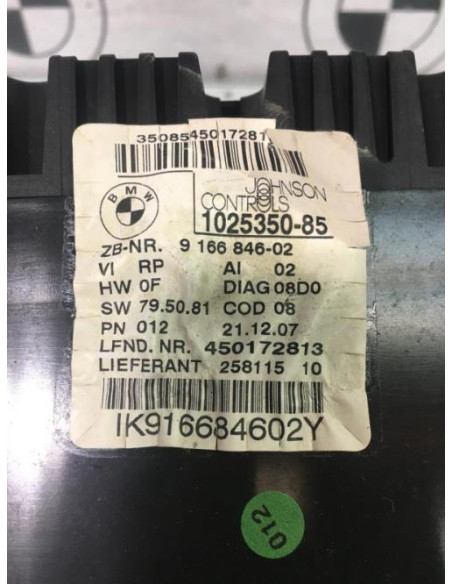 3508545017281
BMW
JOHNSON
CONTROLS
1025350-85
ZB-NR. 9 166 846-02
VI RP AI 02
HW 0F DIAG 08D0
SW 79.50.81 COD 08
PN 012 21.12.07
LFND. NR. 450172813
LIEFERANT 258115 10
IK916684602Y
012